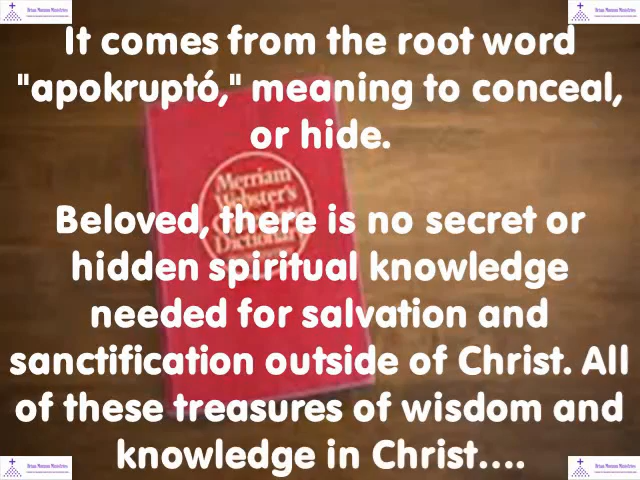 It comes from the root word
"apokruptó," meaning to conceal,
or hide.
Beloved, there is no secret or
hidden spiritual knowledge
needed for salvation and
sanctification outside of Christ. All
of these treasures of wisdom and
knowledge in Christ....
Merriam
Webster's
Dictionary